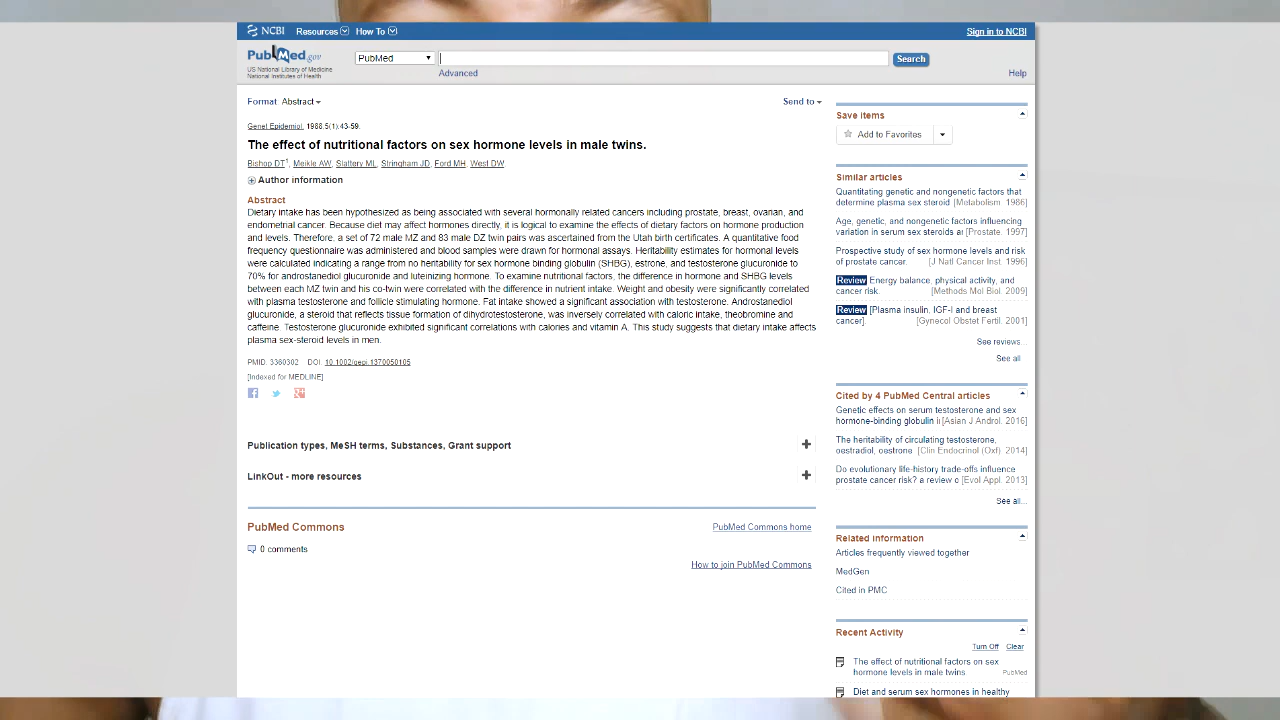 NCBI Resources How To Sign in to NCBI
PubMed.gov
US National Library of Medicine
National Institutes of Health
PubMed
Search
Advanced
Help
Format Abstract
Send to
Genet Epidemiol. 1988;5(1):43-59.
The effect of nutritional factors on sex hormone levels in male twins.
Bishop DT1, Meikle AW, Slattery ML, Stringham JD, Ford MH, West DW.
Author information
Abstract
Dietary intake has been hypothesized as being associated with several hormonally related cancers including prostate, breast, ovarian, and
endometrial cancer. Because diet may affect hormones directly, it is logical to examine the effects of dietary factors on hormone production
and levels. Therefore, a set of 72 male MZ and 83 male DZ twin pairs was ascertained from the Utah birth certificates. A quantitative food
frequency questionnaire was administered and blood samples were drawn for hormonal assays. Heritability estimates for hormonal levels
were calculated indicating a range from no heritability for sex hormone binding globulin (SHBG), estrone, and testosterone glucuronide to
70% for androstanediol glucuronide and luteinizing hormone. To examine nutritional factors, the difference in hormone and SHBG levels
between each MZ twin and his co-twin were correlated with the difference in nutrient intake. Weight and obesity were significantly correlated
with plasma testosterone and follicle stimulating hormone. Fat intake showed a significant association with testosterone. Androstanediol
glucuronide, a steroid that reflects tissue formation of dihydrotestosterone, was inversely correlated with caloric intake, theobromine and
caffeine. Testosterone glucuronide exhibited significant correlations with calories and vitamin A. This study suggests that dietary intake affects
plasma sex-steroid levels in men.
PMID: 3360302 DOI: 10.1002/gepi.1370050105
[Indexed for MEDLINE]
Publication types, MeSH terms, Substances, Grant support
LinkOut - more resources
PubMed Commons
PubMed Commons home
0 comments
How to join PubMed Commons
Save items
Add to Favorites
Similar articles
Quantitating genetic and nongenetic factors that
determine plasma sex steroid [Metabolism. 1986]
Age, genetic, and nongenetic factors influencing
variation in serum sex steroids ar [Prostate. 1997]
Prospective study of sex hormone levels and risk
of prostate cancer. [J Natl Cancer Inst. 1996]
Review Energy balance, physical activity, and
cancer risk. [Methods Mol Biol. 2009]
Review [Plasma insulin, IGF-I and breast
cancer]. [Gynecol Obstet Fertil. 2001]
See reviews...
See all...
Cited by 4 PubMed Central articles
Genetic effects on serum testosterone and sex
hormone-binding globulin i [Asian J Androl. 2016]
The heritability of circulating testosterone,
oestradiol, oestrone [Clin Endocrinol (Oxf). 2014]
Do evolutionary life-history trade-offs influence
prostate cancer risk? a review o [Evol Appl. 2013]
See all...
Related information
Articles frequently viewed together
MedGen
Cited in PMC
Recent Activity
Turn Off Clear
The effect of nutritional factors on sex
hormone levels in male twins PubMed
Diet and serum sex hormones in healthy